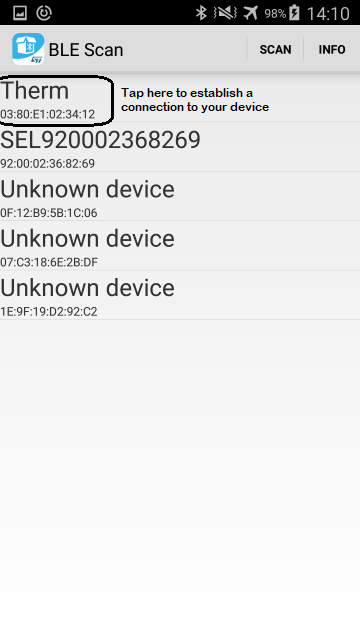 98% 14:10
BLE Scan SCAN INFO
Therm
03:80:E1:02:34:12
Tap here to establish a
connection to your device
SEL920002368269
92:00:02:36:82:69
Unknown device
0F:12:B9:5B:1C:06
Unknown device
07:C3:18:6E:2B:DF
Unknown device
1E:9F:19:D2:92:C2